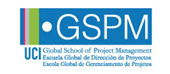 GSPM
UCI Global School of Project Management
Escuela Global de Dirección de Proyectos
Escola Global de Gerenciamento de Projetos